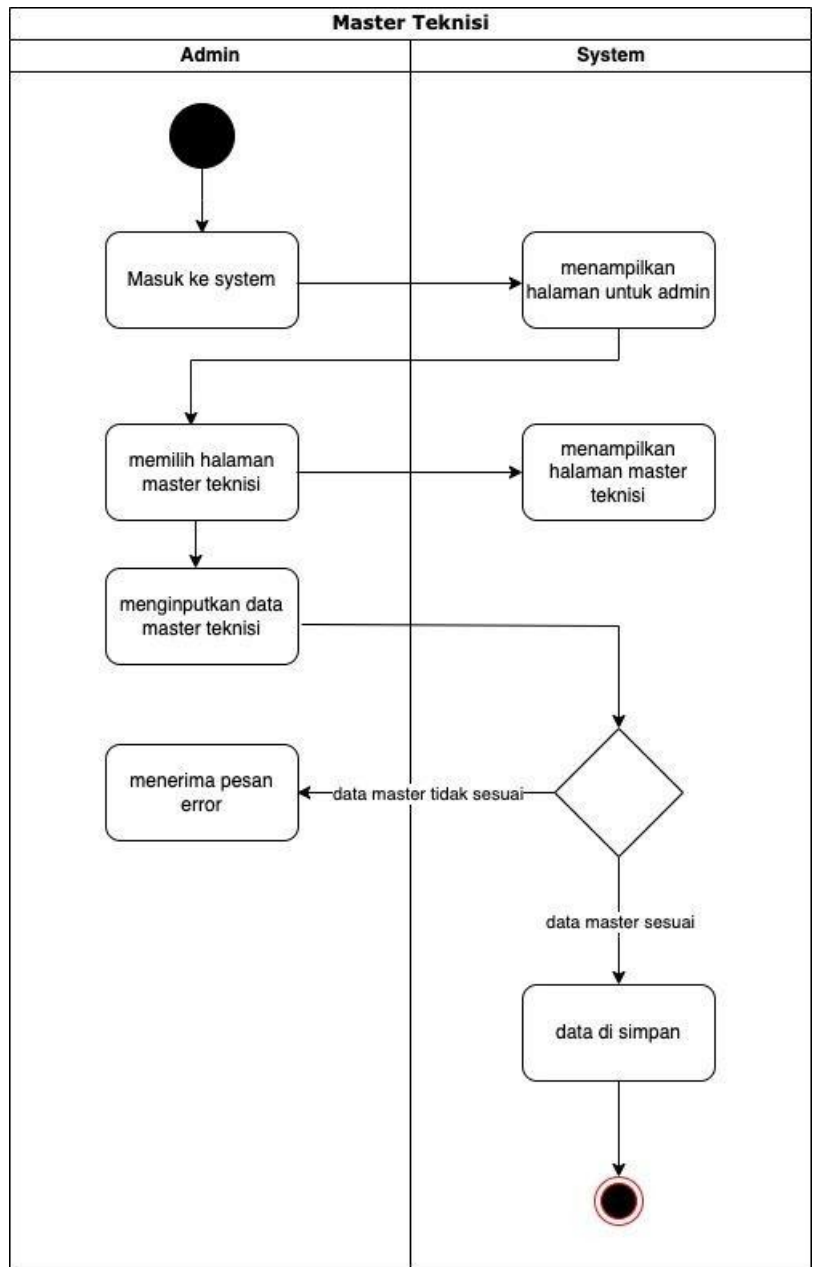 Master Teknisi
Admin
System
Masuk ke system
menampilkan
halaman untuk admin
memilih halaman
master teknisi
menampilkan
halaman master
teknisi
menginputkan data
master teknisi
menerima pesan
error
data master tidak sesuai
data master sesuai
data di simpan